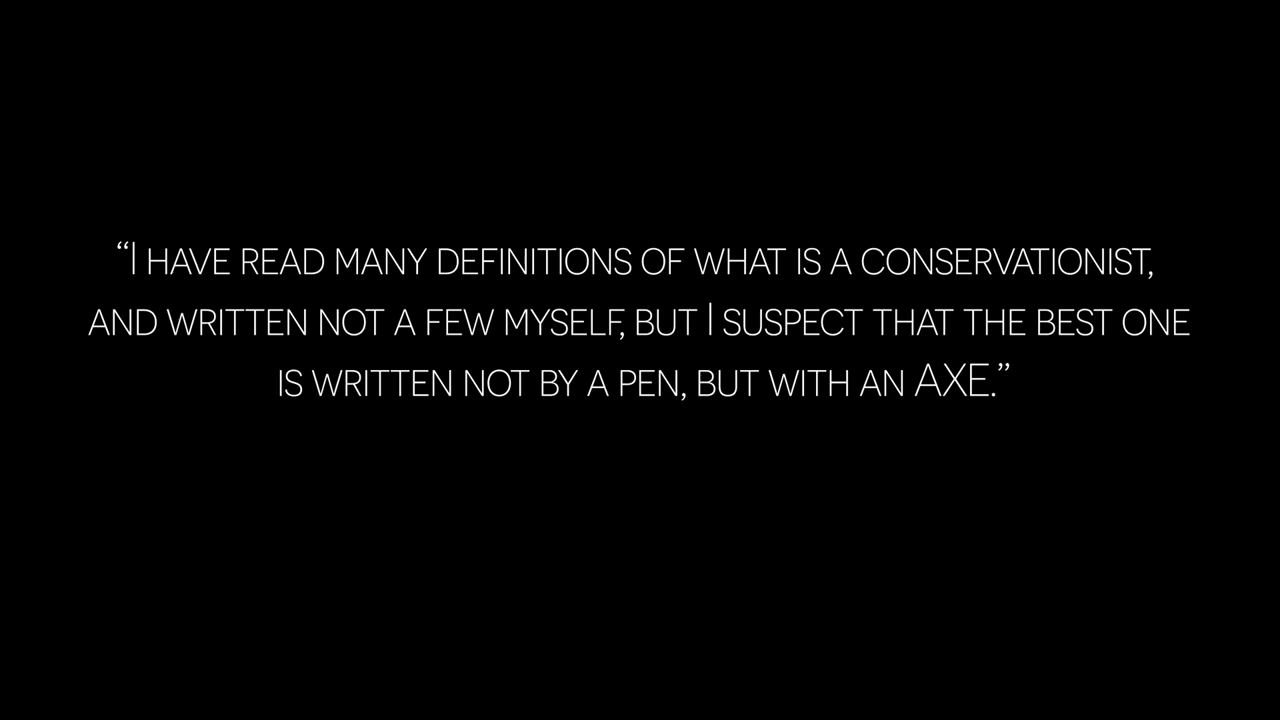 “I have read many definitions of what is a conservationist,
and written not a few myself, but I suspect that the best one
is written not by a pen, but with an AXE.”